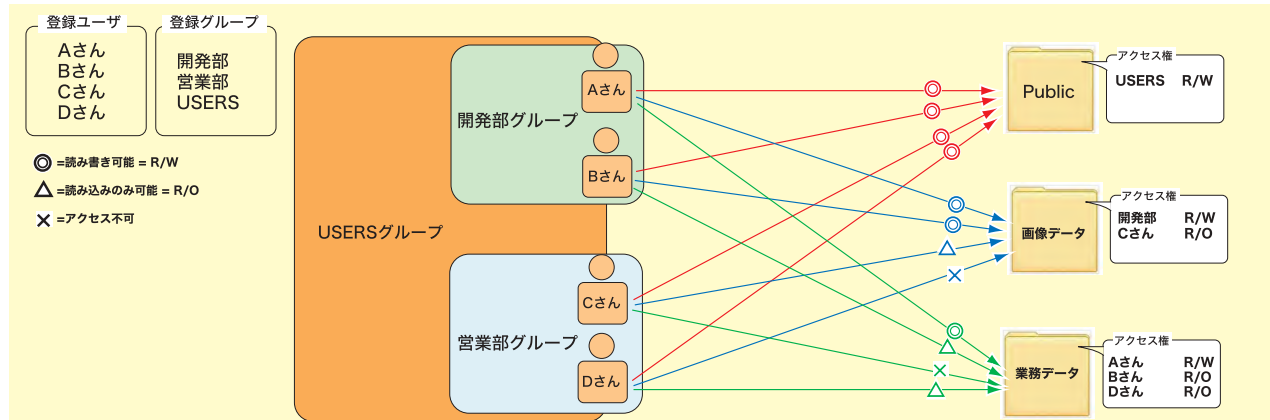 登録ユーザ
Aさん
Bさん
Cさん
Dさん
登録グループ
開発部
営業部
USERS
◎=読み書き可能 = R/W
△=読み込みのみ可能 = R/O
×=アクセス不可
USERSグループ
開発部グループ
Aさん
Bさん
営業部グループ
Cさん
Dさん
Public
アクセス権
USERS R/W
画像データ
アクセス権
開発部 R/W
Cさん R/O
業務データ
アクセス権
Aさん R/W
Bさん R/O
Dさん R/O